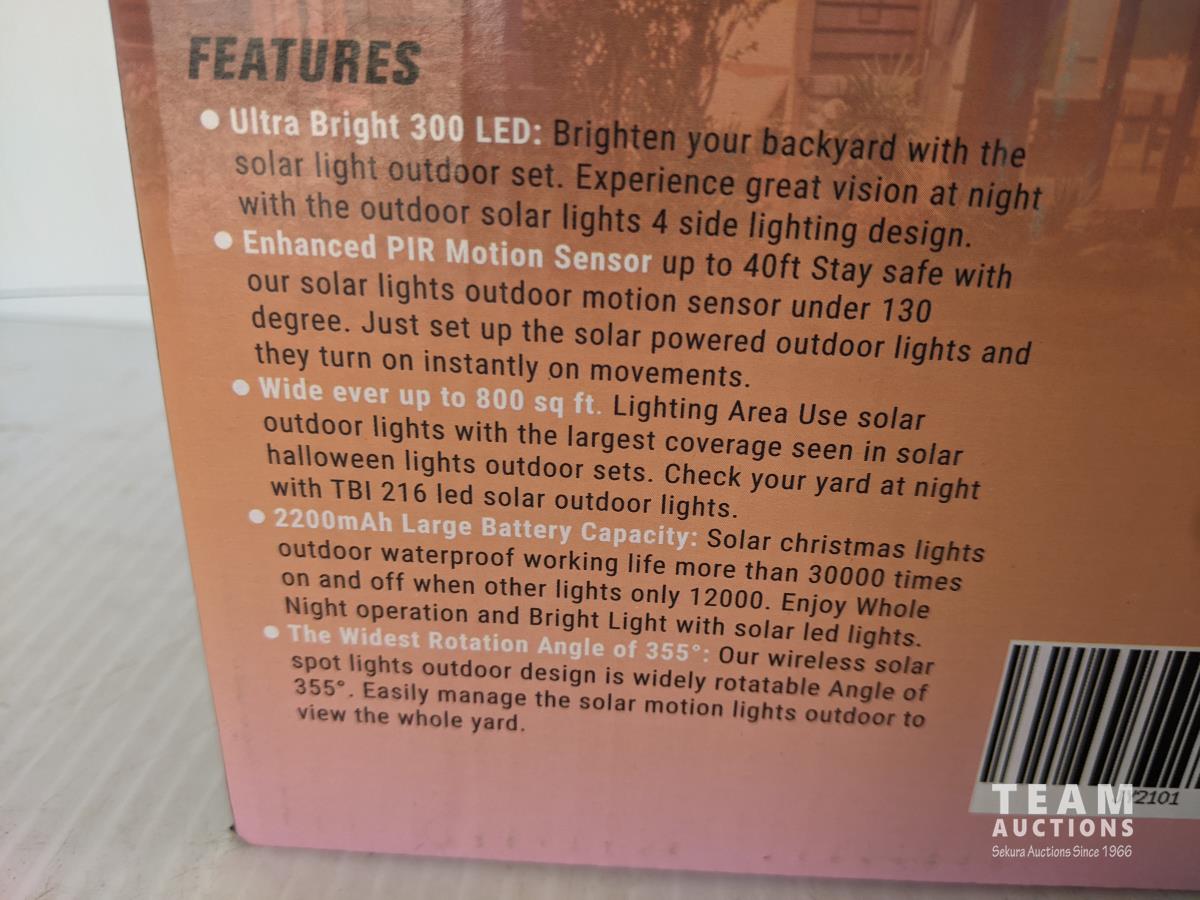 FEATURES
● Ultra Bright 300 LED: Brighten your backyard with the
solar light outdoor set. Experience great vision at night
with the outdoor solar lights 4 side lighting design.
● Enhanced PIR Motion Sensor up to 40ft Stay safe with
our solar lights outdoor motion sensor under 130
degree. Just set up the solar powered outdoor lights and
they turn on instantly on movements.
● Wide ever up to 800 sq ft. Lighting Area Use solar
outdoor lights with the largest coverage seen in solar
halloween lights outdoor sets. Check your yard at night
with TBI 216 led solar outdoor lights.
● 2200mAh Large Battery Capacity: Solar christmas lights
outdoor waterproof working life more than 30000 times
on and off when other lights only 12000. Enjoy Whole
Night operation and Bright Light with solar led lights.
● The Widest Rotation Angle of 355°: Our wireless solar
spot lights outdoor design is widely rotatable Angle of
355°. Easily manage the solar motion lights outdoor to
view the whole yard.
TEAM
AUCTIONS
Sekura Auctions Since 1966